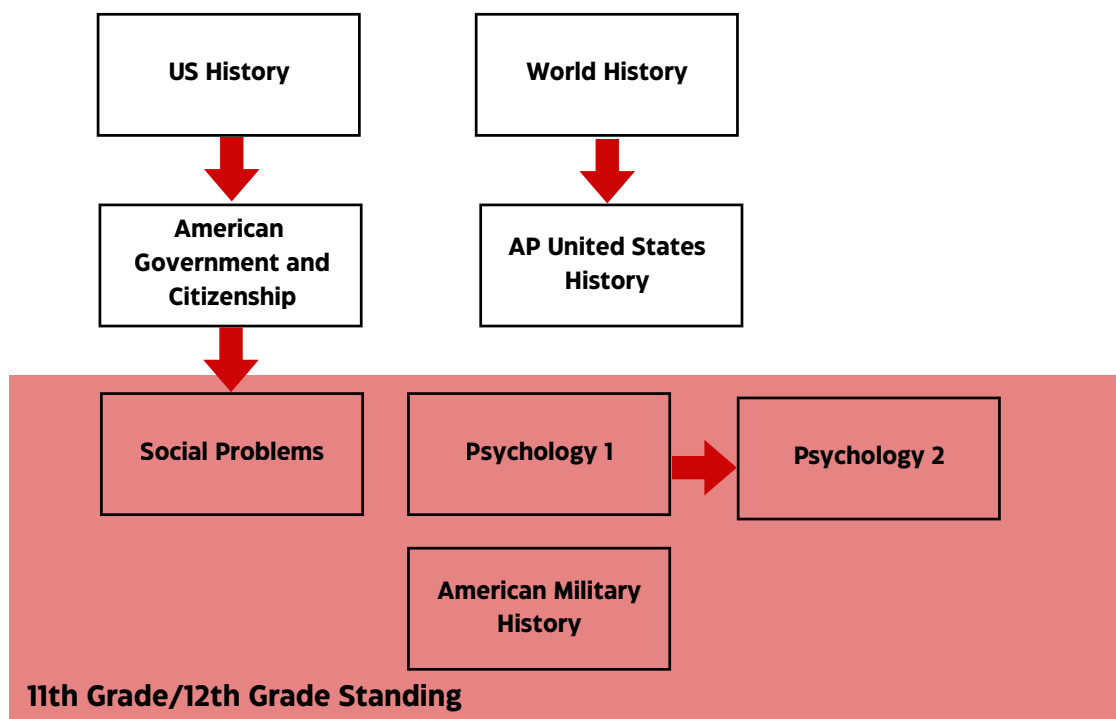 US History
World History
American
Government and
Citizenship
AP United States
History
Social Problems
Psychology 1
Psychology 2
American Military
History
11th Grade/12th Grade Standing